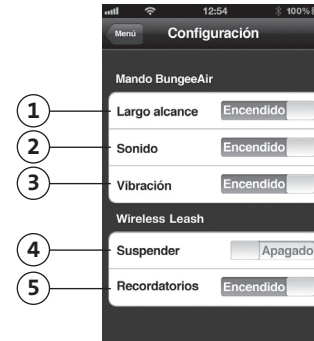 12:54 100%
Menú Configuración
Mando BungeeAir
1 Largo alcance Encendido
2 Sonido Encendido
3 Vibración Encendido
Wireless Leash
4 Suspender Apagado
5 Recordatorios Encendido